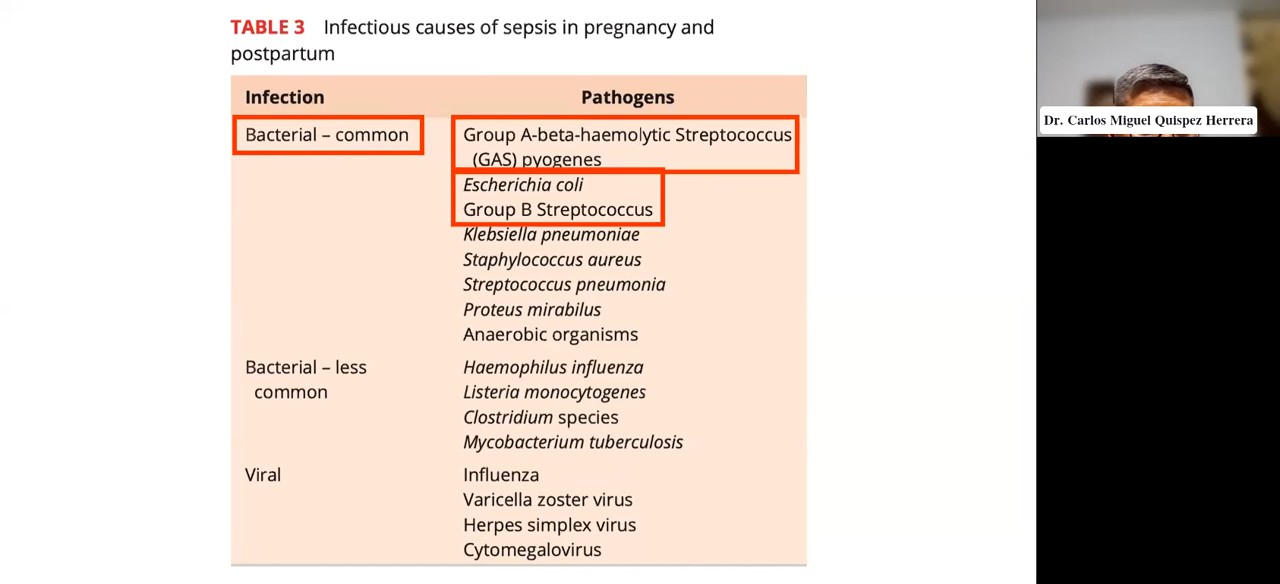 TABLE 3 Infectious causes of sepsis in pregnancy and
postpartum
Infection Pathogens
Bacterial – common Group A-beta-haemolytic Streptococcus
(GAS) pyogenes
Escherichia coli
Group B Streptococcus
Klebsiella pneumoniae
Staphylococcus aureus
Streptococcus pneumonia
Proteus mirabilus
Anaerobic organisms
Bacterial – less Haemophilus influenza
common Listeria monocytogenes
Clostridium species
Mycobacterium tuberculosis
Viral Influenza
Varicella zoster virus
Herpes simplex virus
Cytomegalovirus
Dr. Carlos Miguel Quispez Herrera